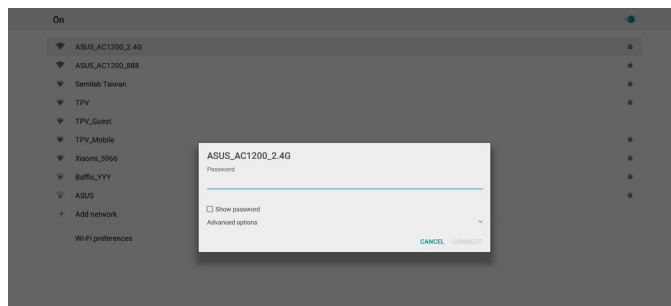 On
ASUS_AC1200_2.4G
ASUS_AC1200_888
Semilab Taiwan
TPV
TPV_Guest
TPV_Mobile
Xiaomi_5966
Baffio_YYY
ASUS
+ Add network
Wi-Fi preferences
ASUS_AC1200_2.4G
Password
Show password
Advanced options
CANCEL CONNECT